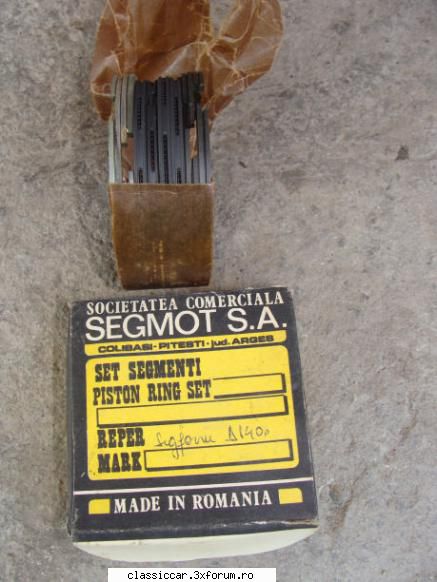 SOCIETATEA COMERCIALA
SEGMOT S.A.
COLIBASI - PITESTI - jud. ARGES
SET SEGMENTI
PISTON RING SET
REPER
MARK
MADE IN ROMANIA
classiccar.3xforum.ro